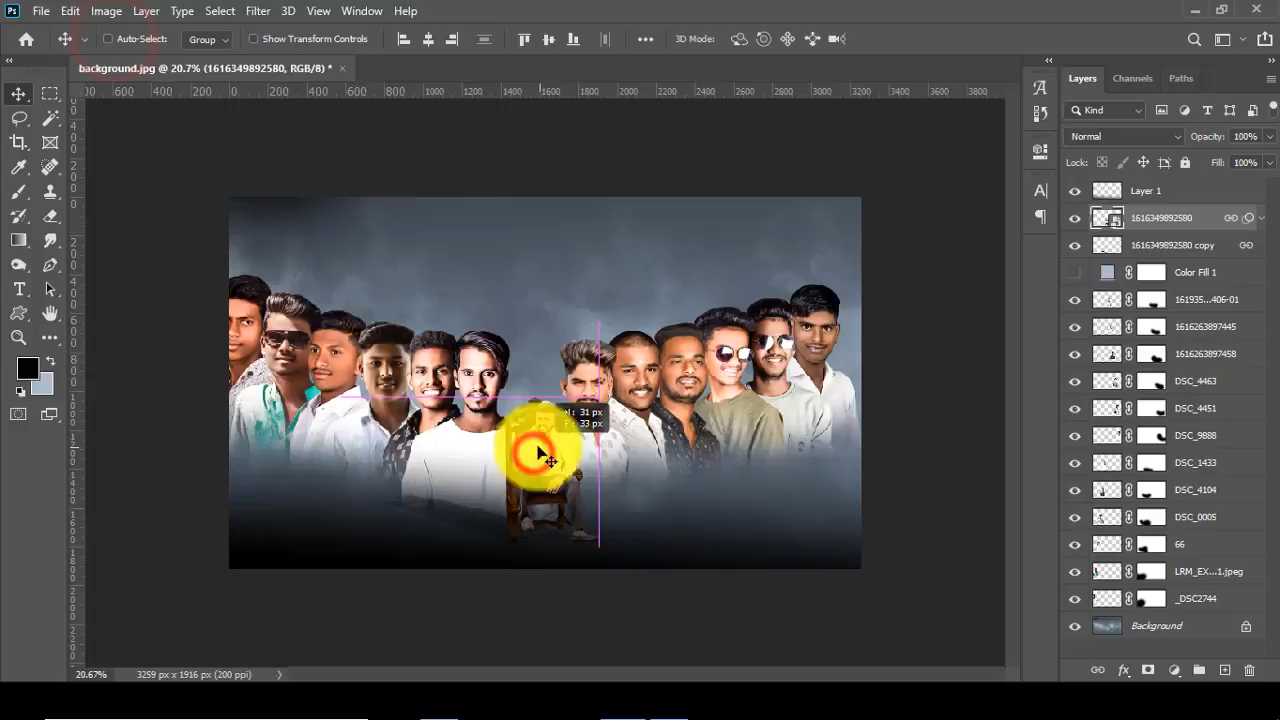 Ps File Edit Image Layer Type Select Filter 3D View Window Help
Auto-Select: Group Show Transform Controls 3D Mode:
background.jpg @ 20.7% (1616349892580, RGB/8) * ×
600 400 200 0 200 400 600 800 1000 1200 1400 1600 1800 2000 2200 2400 2600 2800 3000 3200 3400 3600 3800
Layers Channels Paths
Kind
Normal Opacity: 100%
Lock: Fill: 100%
Layer 1
1616349892580
1616349892580 copy
Color Fill 1
161935...406-01
1616263897445
1616263897458
DSC_4463
DSC_4451
DSC_9888
DSC_1433
DSC_4104
DSC_0005
66
LRM_EX...1.jpeg
_DSC2744
Background
31 px
33 px
20.67% 3259 px x 1916 px (200 ppi)